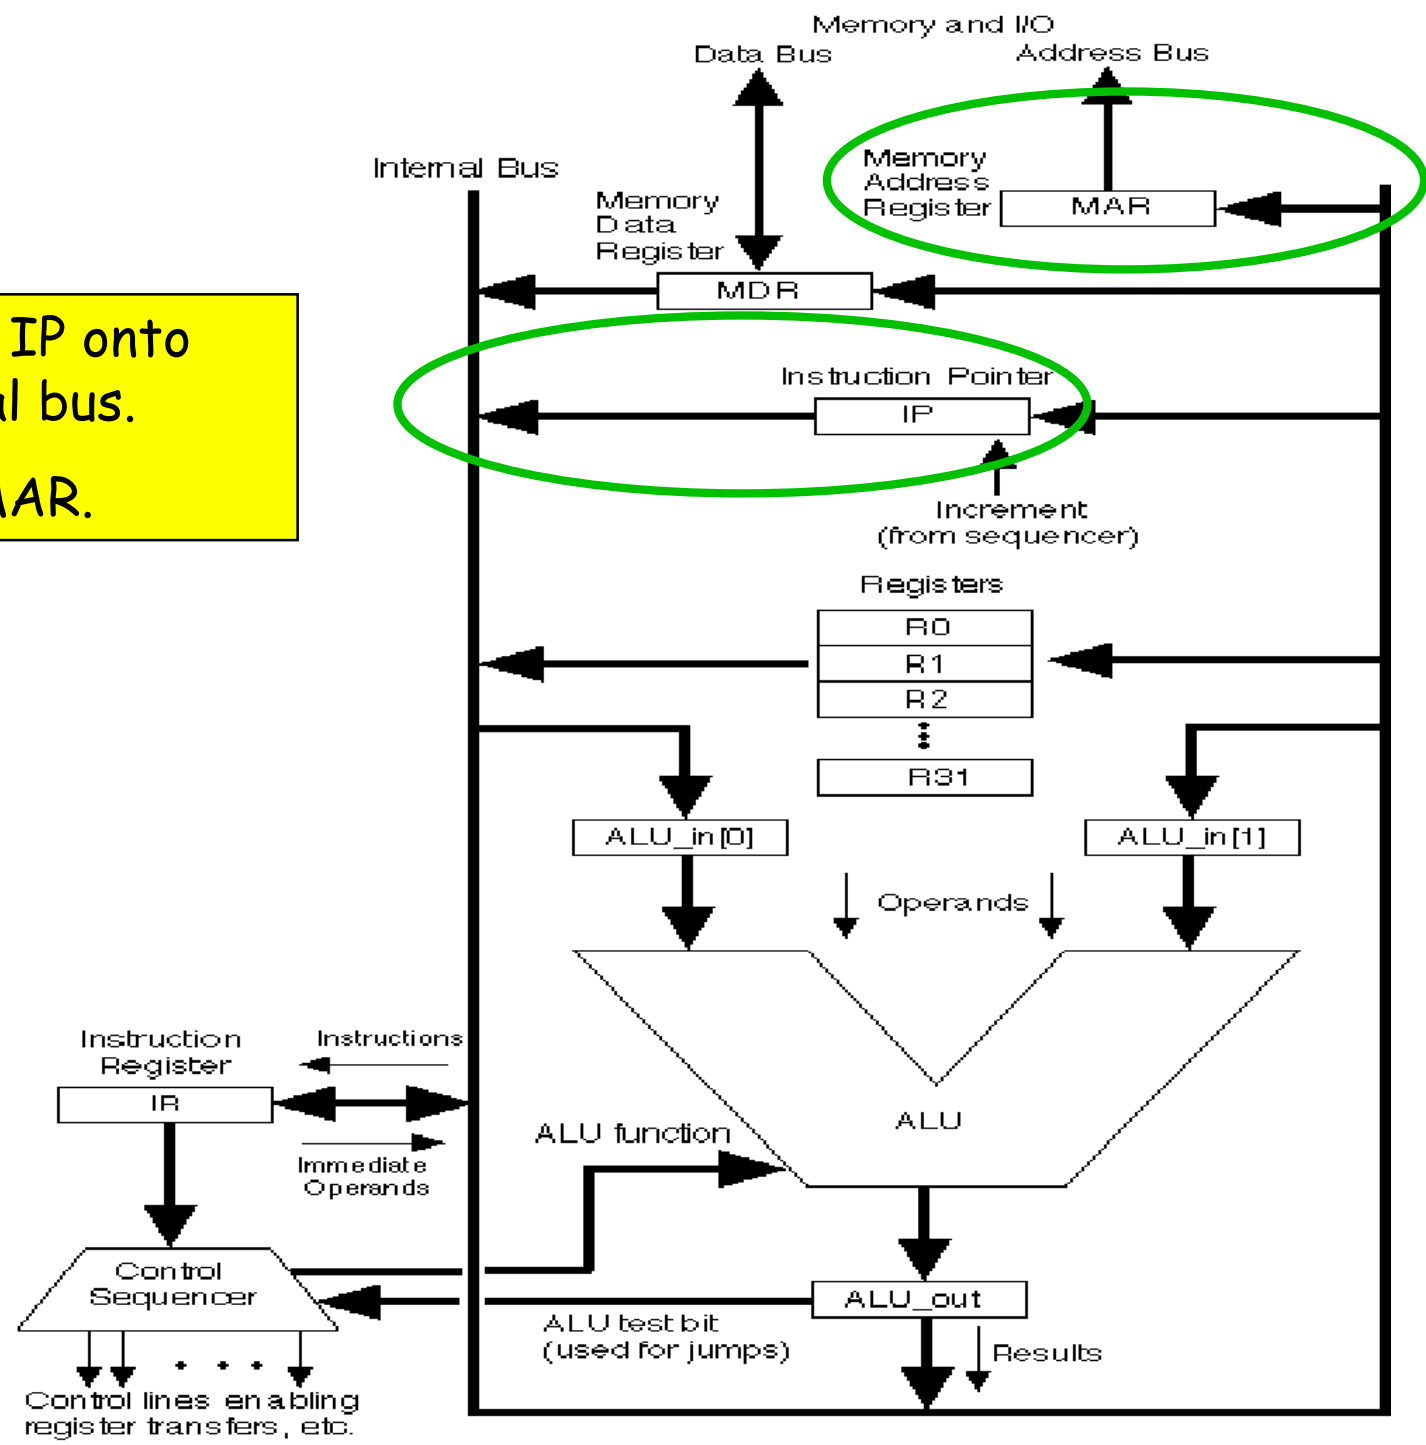 Memory and I/O
Data Bus
Address Bus
Internal Bus
Memory
Data
Register
Memory
Address
Register
MAR
MDR
IP onto
al bus.
MAR.
Instruction Pointer
IP
Increment
(from sequencer)
Registers
R0
R1
R2
R31
ALU_in[0]
ALU_in[1]
Operands
Instruction
Register
Instructions
IR
Immediate
Operands
ALU function
ALU
Control
Sequencer
ALU_out
ALU test bit
(used for jumps)
Results
Control lines enabling
register transfers, etc.